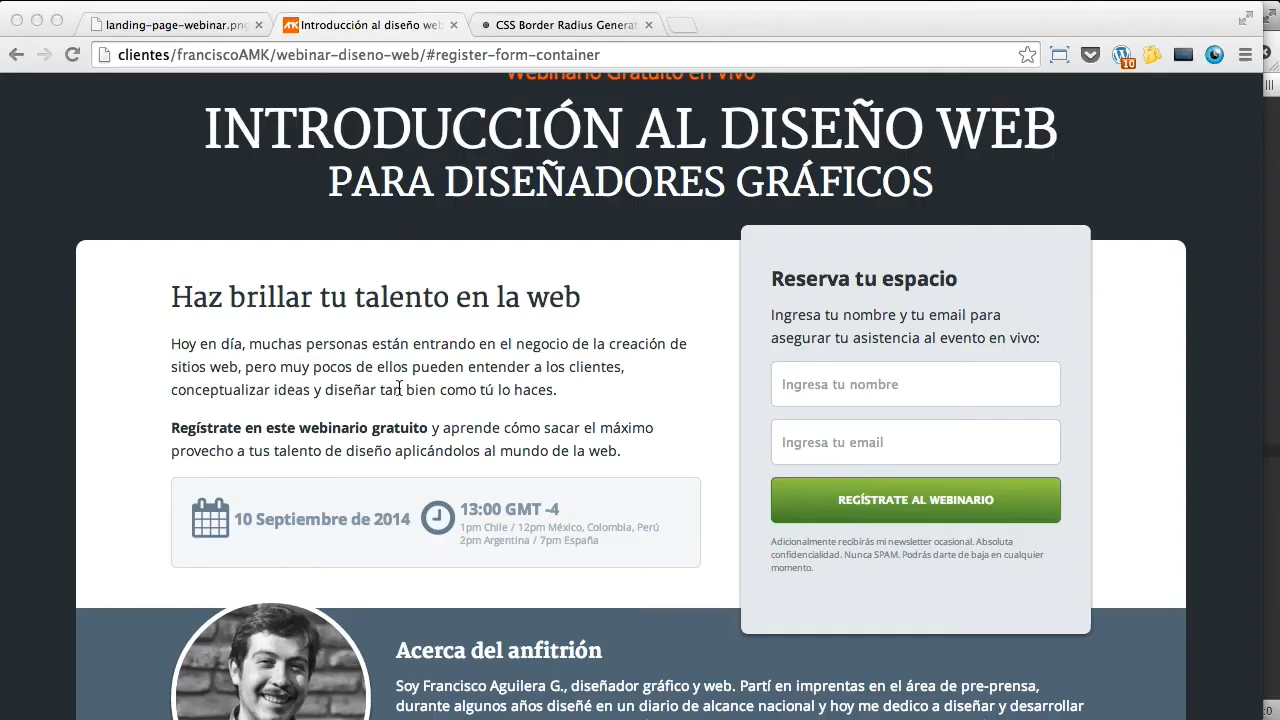 landing-page-webinar.pn
Introducción al diseño web
CSS Border Radius Generat
clientes/franciscoAMK/webinar-diseno-web/#register-form-container
10
Webinario Gratuito en vivo
INTRODUCCIÓN AL DISEÑO WEB
PARA DISEÑADORES GRÁFICOS
Haz brillar tu talento en la web
Hoy en día, muchas personas están entrando en el negocio de la creación de
sitios web, pero muy pocos de ellos pueden entender a los clientes,
conceptualizar ideas y diseñar tan bien como tú lo haces.
Regístrate en este webinario gratuito y aprende cómo sacar el máximo
provecho a tus talento de diseño aplicándolos al mundo de la web.
10 Septiembre de 2014
13:00 GMT -4
1pm Chile / 12pm México, Colombia, Perú
2pm Argentina / 7pm España
Reserva tu espacio
Ingresa tu nombre y tu email para
asegurar tu asistencia al evento en vivo:
Ingresa tu nombre
Ingresa tu email
REGÍSTRATE AL WEBINARIO
Adicionalmente recibirás mi newsletter ocasional. Absoluta
confidencialidad. Nunca SPAM. Podrás darte de baja en cualquier
momento.
Acerca del anfitrión
Soy Francisco Aguilera G., diseñador gráfico y web. Partí en imprentas en el área de pre-prensa,
durante algunos años diseñé en un diario de alcance nacional y hoy me dedico a diseñar y desarrollar